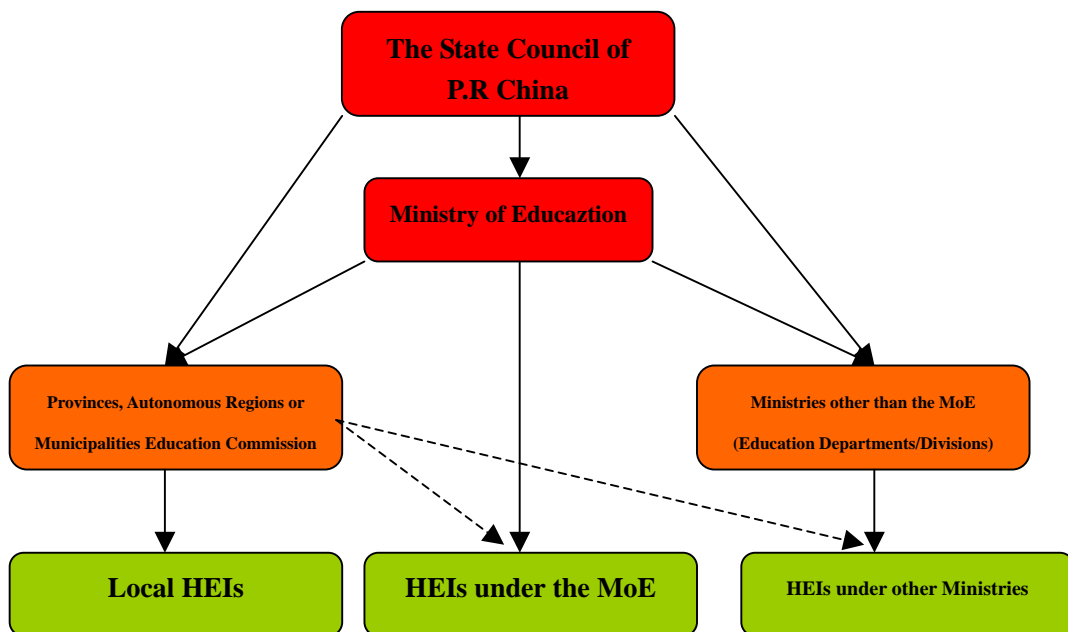 The State Council of
P.R China
Ministry of Educaztion
Provinces, Autonomous Regions or
Municipalities Education Commission
Ministries other than the MoE
(Education Departments/Divisions)
Local HEIs
HEIs under the MoE
HEIs under other Ministries